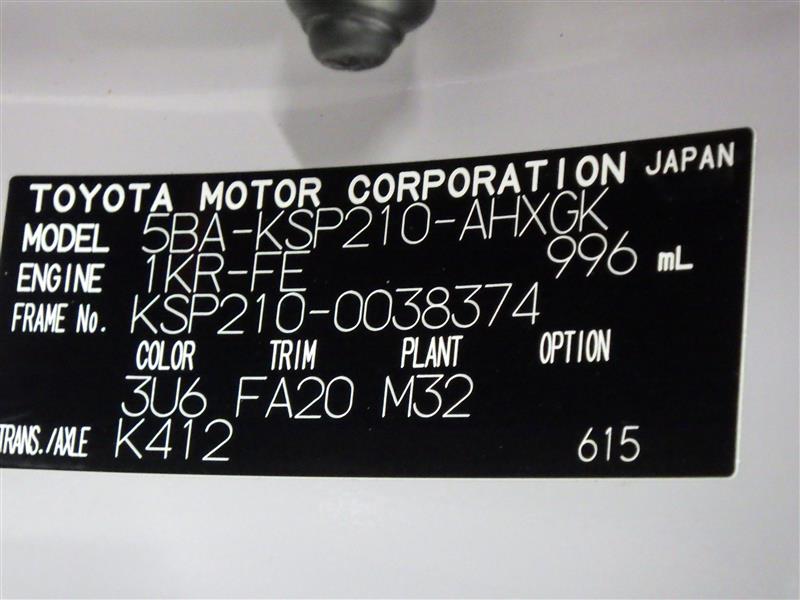 TOYOTA MOTOR CORPORATION JAPAN
MODEL 5BA-KSP210-AHXGK
ENGINE 1KR-FE 996 mL
FRAME No. KSP210-0038374
COLOR TRIM PLANT OPTION
3U6 FA20 M32
TRANS./AXLE K412 615